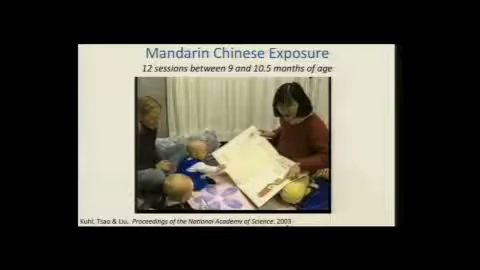 Mandarin Chinese Exposure
12 sessions between 9 and 10.5 months of age
Kuhl, Tsao & Liu, Proceedings of the National Academy of Science, 2003